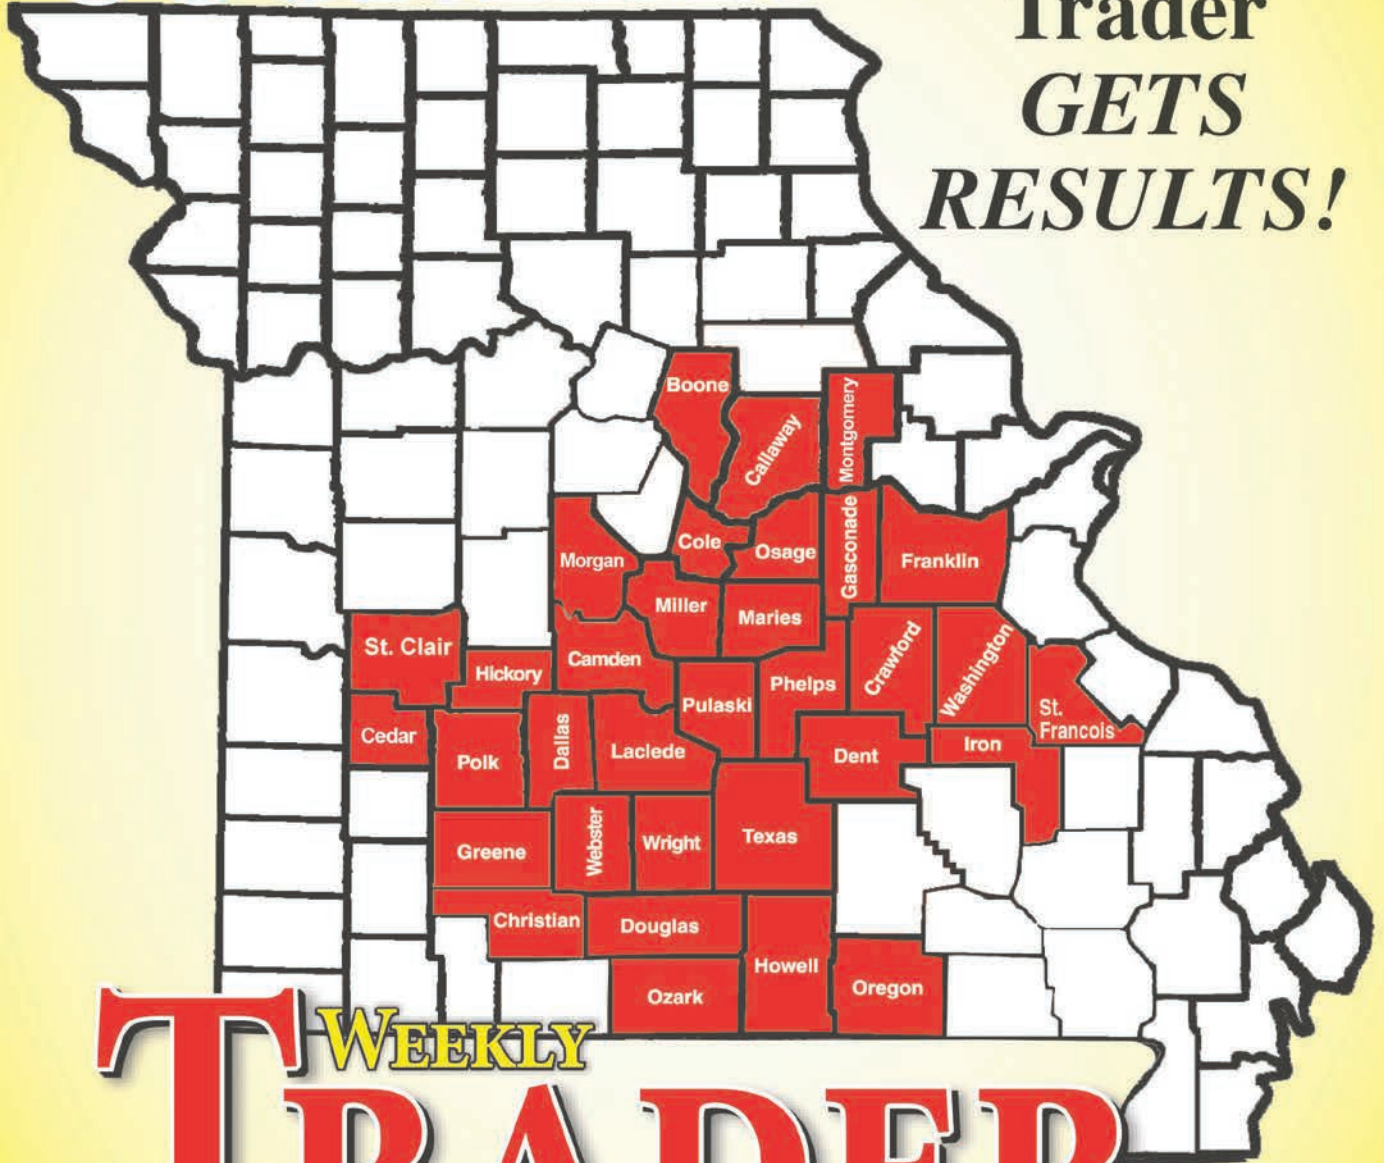 Trader
GETS
RESULTS!
Boone
Callaway
Montgomery
Cole
Osage
Gasconade
Franklin
Morgan
Miller
Maries
St. Clair
Hickory
Camden
Pulaski
Phelps
Crawford
Washington
St.
Francois
Cedar
Polk
Dallas
Laclede
Dent
Iron
Greene
Webster
Wright
Texas
Christian
Douglas
Howell
Ozark
Oregon
WEEKLY
TRADER